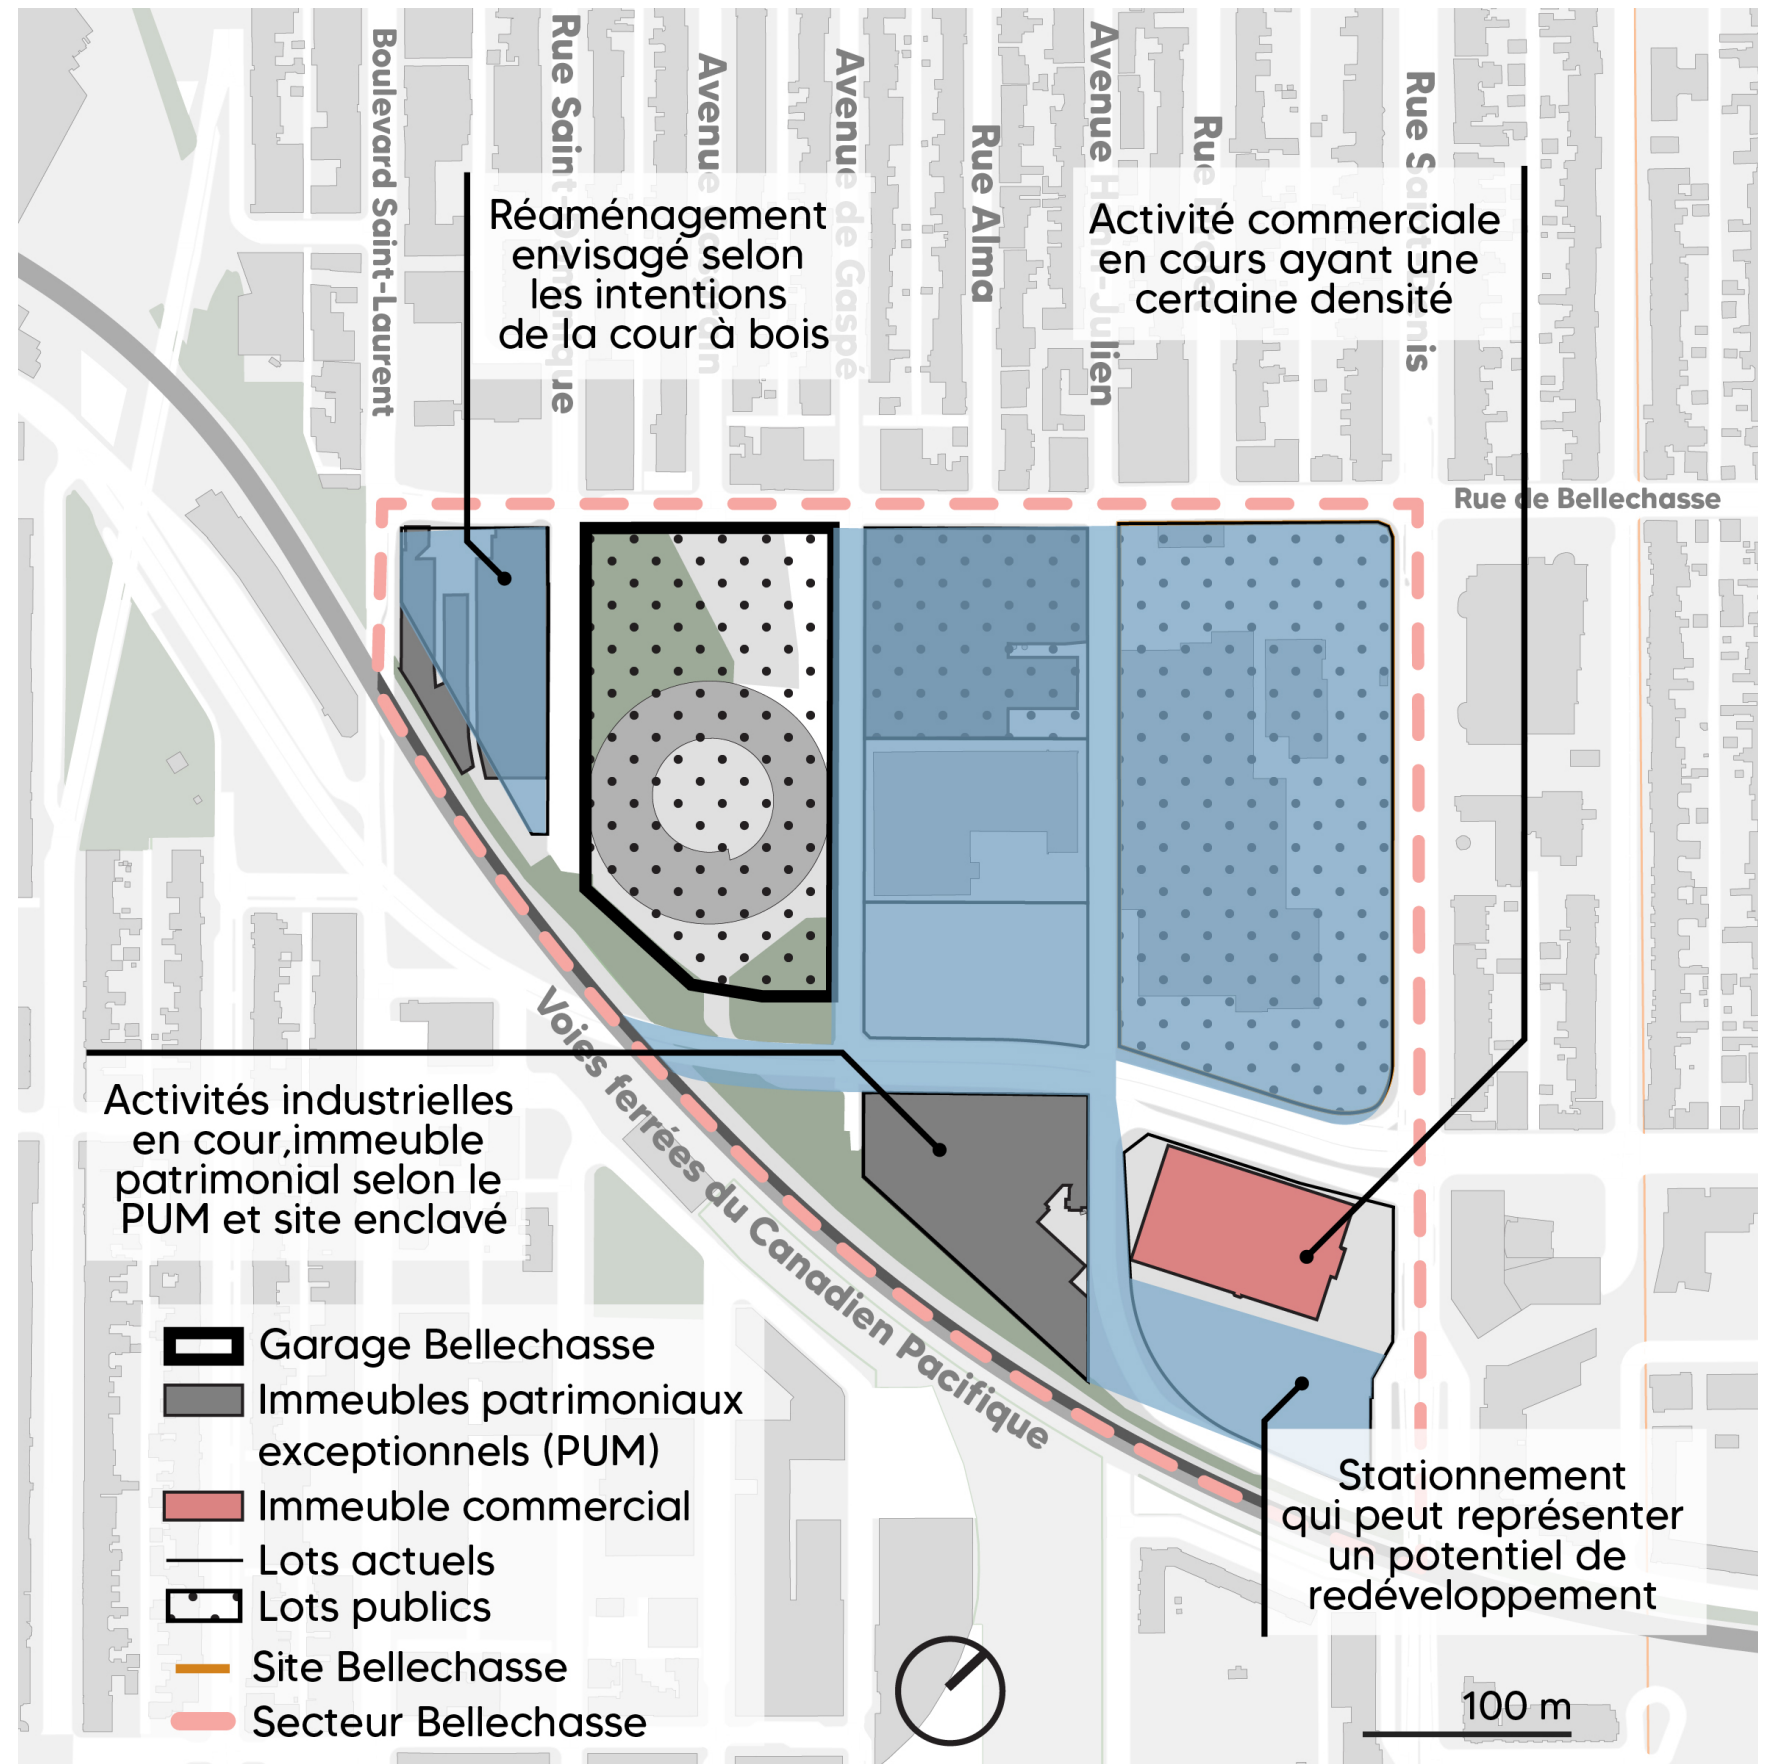 Boulevard Saint-Laurent
Rue Saint-
que
Avenue
Avenue de Gaspé
Rue Alma
Avenue H
-Julien
Rue
Rue Sa
nis
Réaménagement
envisagé selon
les intentions
de la cour à bois
Activité commerciale
en cours ayant une
certaine densité
Rue de Bellechasse
Voies ferrées du Canadien Pacifique
Activités industrielles
en cour,immeuble
patrimonial selon le
PUM et site enclavé
Stationnement
qui peut représenter
un potentiel de
redéveloppement
Garage Bellechasse
Immeubles patrimoniaux
exceptionnels (PUM)
Immeuble commercial
Lots actuels
Lots publics
Site Bellechasse
Secteur Bellechasse
100 m